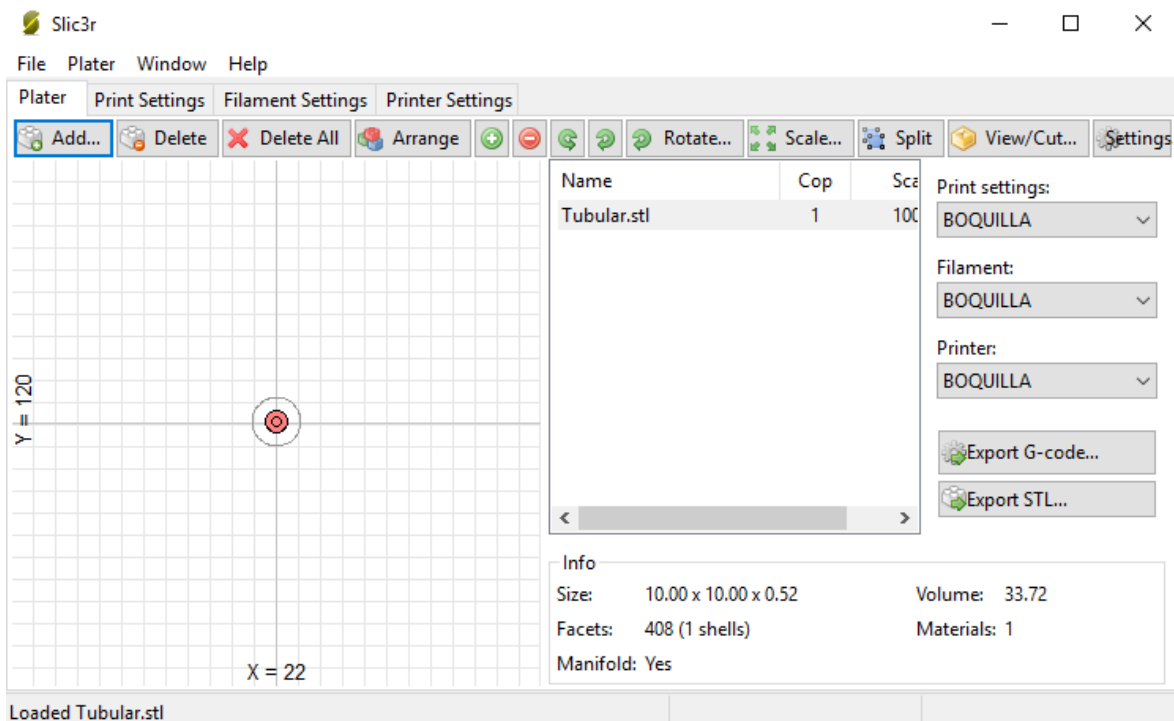 Slic3r
File Plater Window Help
Plater Print Settings Filament Settings Printer Settings
Add... Delete Delete All Arrange Rotate... Scale... Split View/Cut... Settings
Name Cop Sca
Tubular.stl 1 100
Print settings:
BOQUILLA
Filament:
BOQUILLA
Printer:
BOQUILLA
Export G-code...
Export STL...
Y = 120
X = 22
Info
Size: 10.00 x 10.00 x 0.52 Volume: 33.72
Facets: 408 (1 shells) Materials: 1
Manifold: Yes
Loaded Tubular.stl